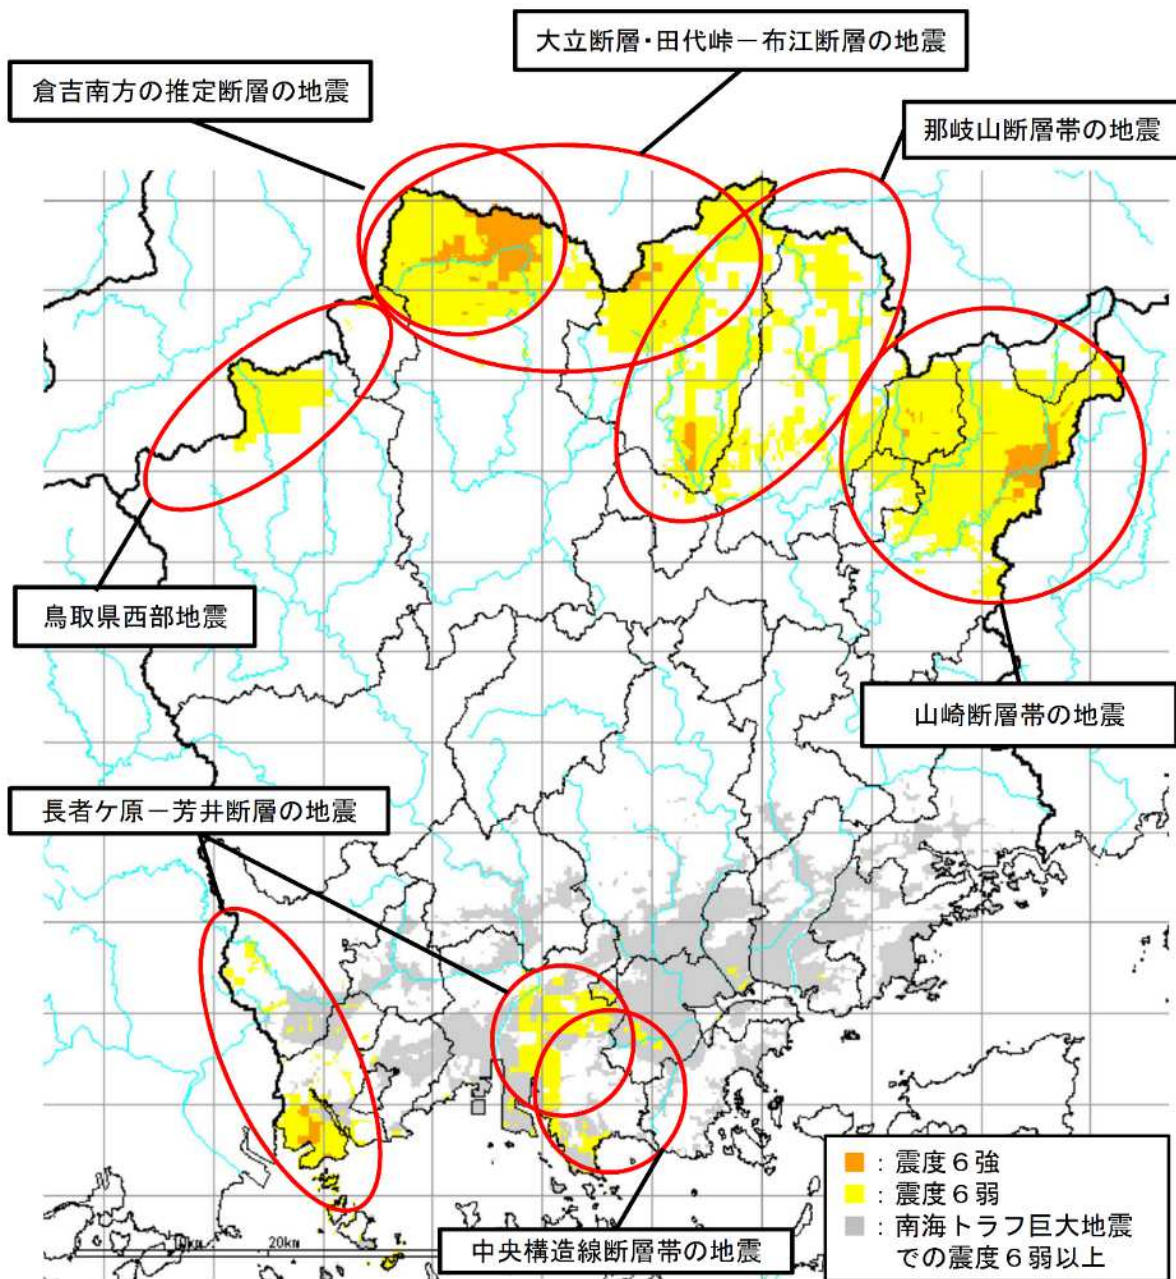 大立断層・田代峠－布江断層の地震
倉吉南方の推定断層の地震
那岐山断層帯の地震
鳥取県西部地震
山崎断層帯の地震
長者ケ原－芳井断層の地震
：震度６強
：震度６弱
：南海トラフ巨大地震
での震度６弱以上
20km
中央構造線断層帯の地震